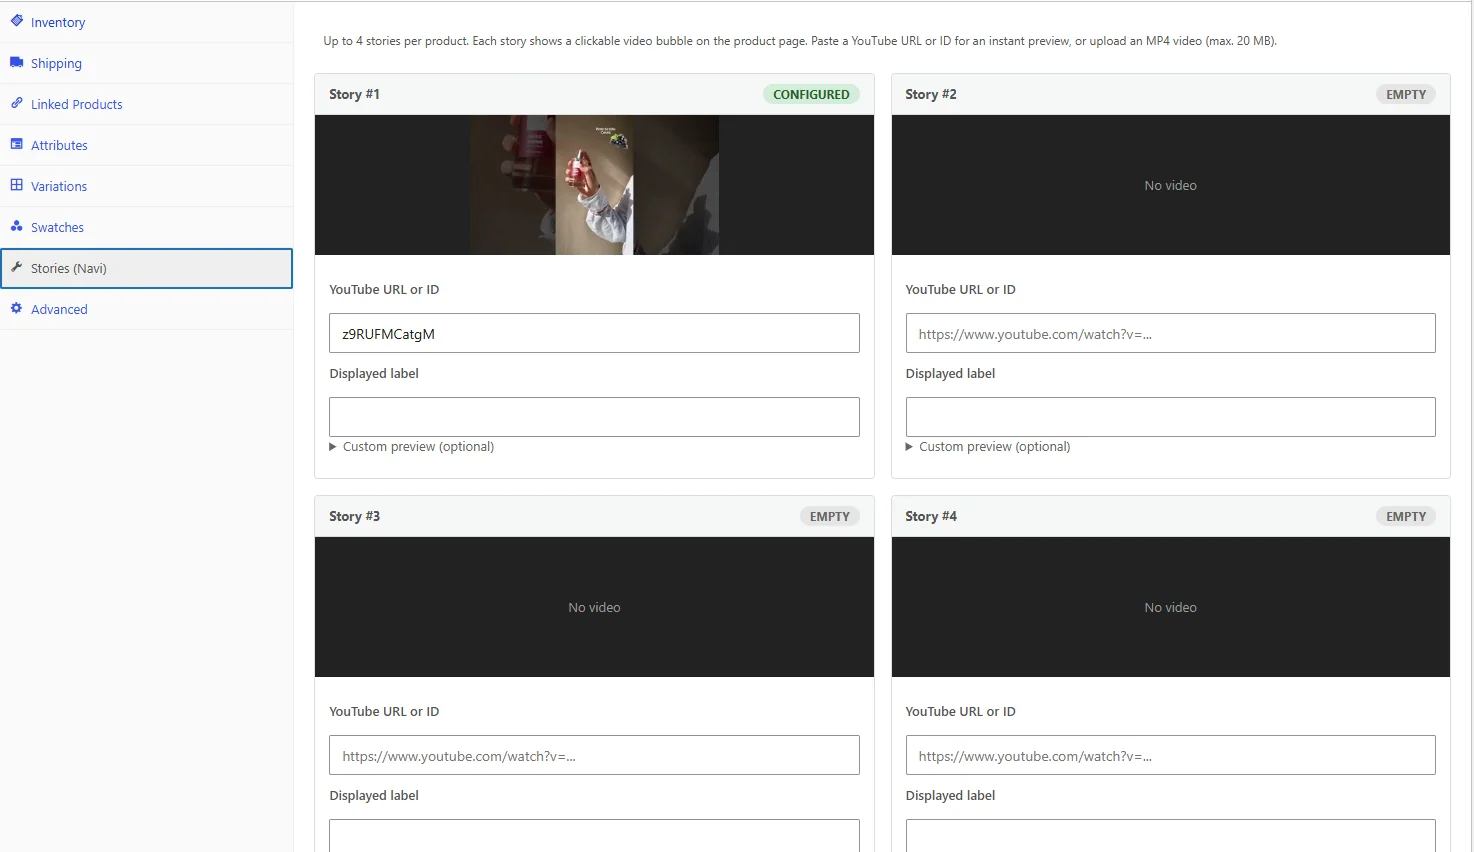 Inventory
Shipping
Linked Products
Attributes
Variations
Swatches
Stories (Navi)
Advanced
Up to 4 stories per product. Each story shows a clickable video bubble on the product page. Paste a YouTube URL or ID for an instant preview, or upload an MP4 video (max. 20 MB).
Story #1
CONFIGURED
YouTube URL or ID
z9RUFMCatgM
Displayed label
▶ Custom preview (optional)
Story #2
EMPTY
No video
YouTube URL or ID
https://www.youtube.com/watch?v=...
Displayed label
▶ Custom preview (optional)
Story #3
EMPTY
No video
YouTube URL or ID
https://www.youtube.com/watch?v=...
Displayed label
Story #4
EMPTY
No video
YouTube URL or ID
https://www.youtube.com/watch?v=...
Displayed label